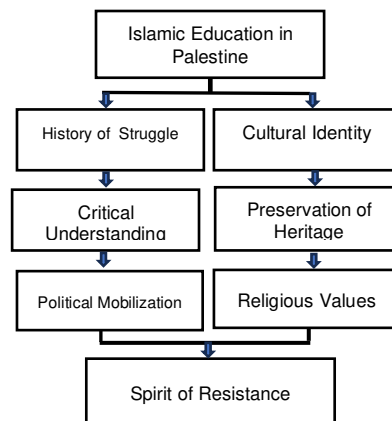 Islamic Education in
Palestine
History of Struggle
Cultural Identity
Critical
Understanding
Preservation of
Heritage
Political Mobilization
Religious Values
Spirit of Resistance